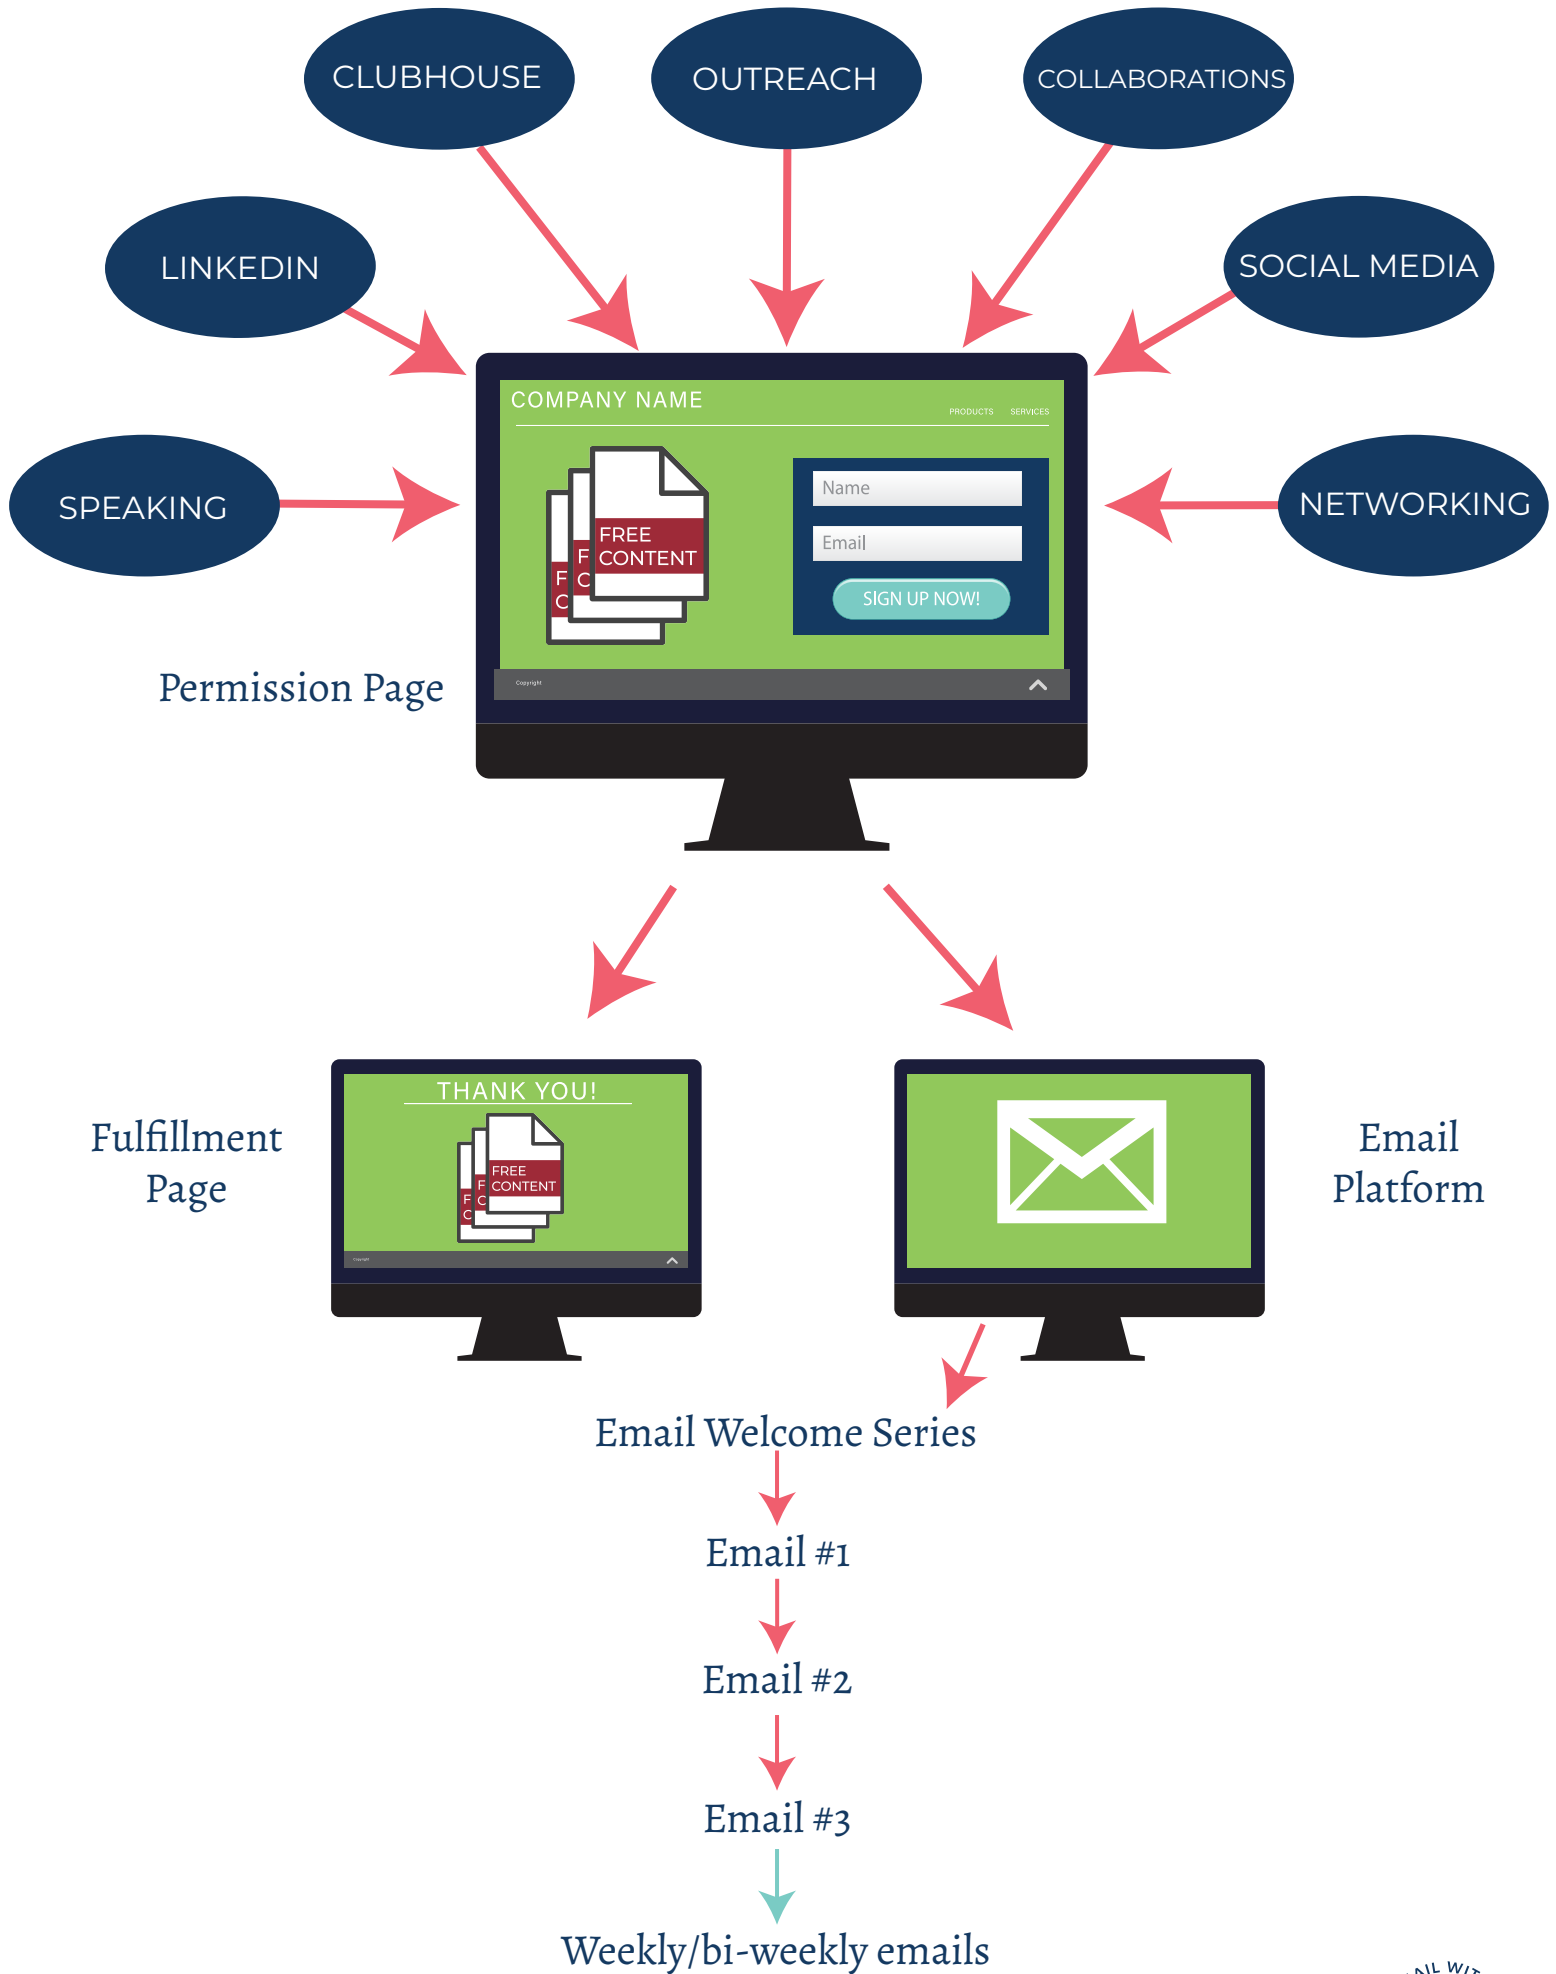 CLUBHOUSE
OUTREACH
COLLABORATIONS
LINKEDIN
SOCIAL MEDIA
SPEAKING
NETWORKING
COMPANY NAME
PRODUCTS SERVICES
FREE
CONTENT
F
C
F
C
Name
Email
SIGN UP NOW!
Copyright
Permission Page
THANK YOU!
FREE
CONTENT
F
C
F
C
Copyright
Fulfillment
Page
Email
Platform
Email Welcome Series
Email #1
Email #2
Email #3
Weekly/bi-weekly emails